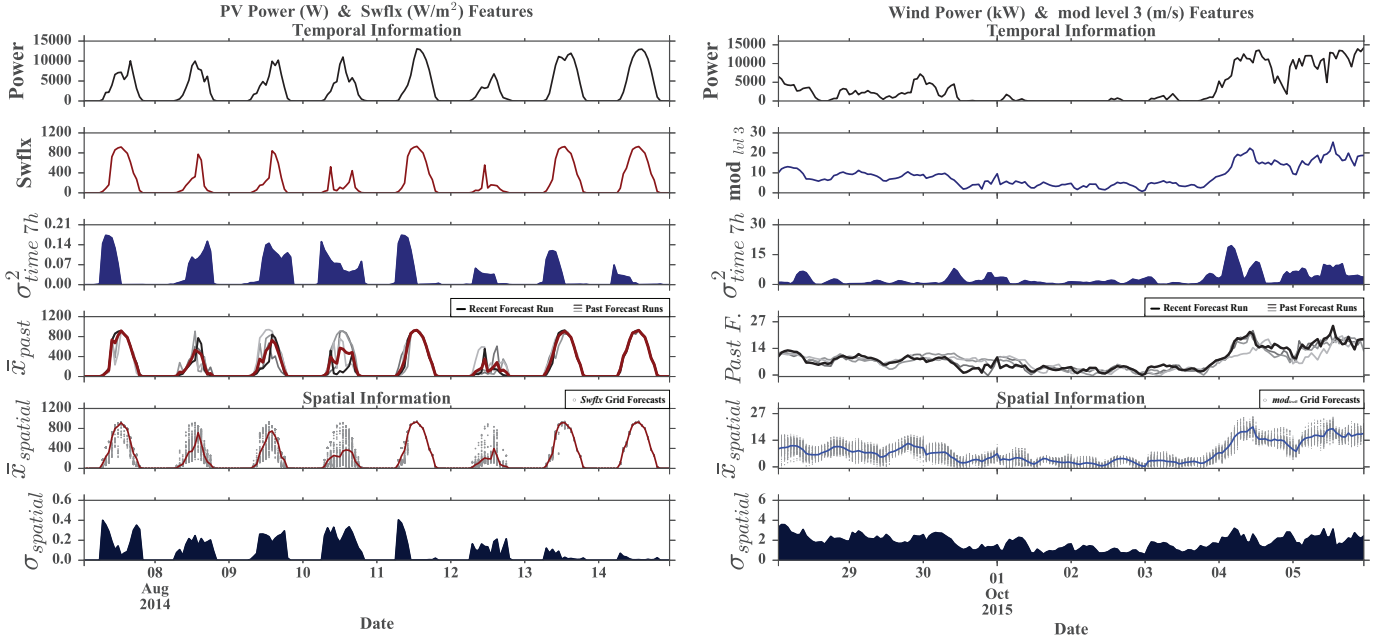 PV Power (W) & Swflx (W/m²) Features
Temporal Information
Power
15000
10000
5000
0
Swflx
1200
800
400
0
σ²time 7h
0.21
0.14
0.07
0.00
Recent Forecast Run
Past Forecast Runs
x̅past
1200
800
400
0
Spatial Information
Swflx Grid Forecasts
x̅spatial
1200
800
400
0
σspatial
0.6
0.4
0.2
0.0
08 09 10 11 12 13 14
Aug
2014
Date
Wind Power (kW) & mod level 3 (m/s) Features
Temporal Information
Power
15000
10000
5000
0
mod lvl 3
30
20
10
0
σ²time 7h
30
15
0
Recent Forecast Run
Past Forecast Runs
Past F.
27
14
0
Spatial Information
mod Grid Forecasts
x̅spatial
27
14
0
σspatial
6
4
2
0
29 30 01 02 03 04 05
Oct
2015
Date